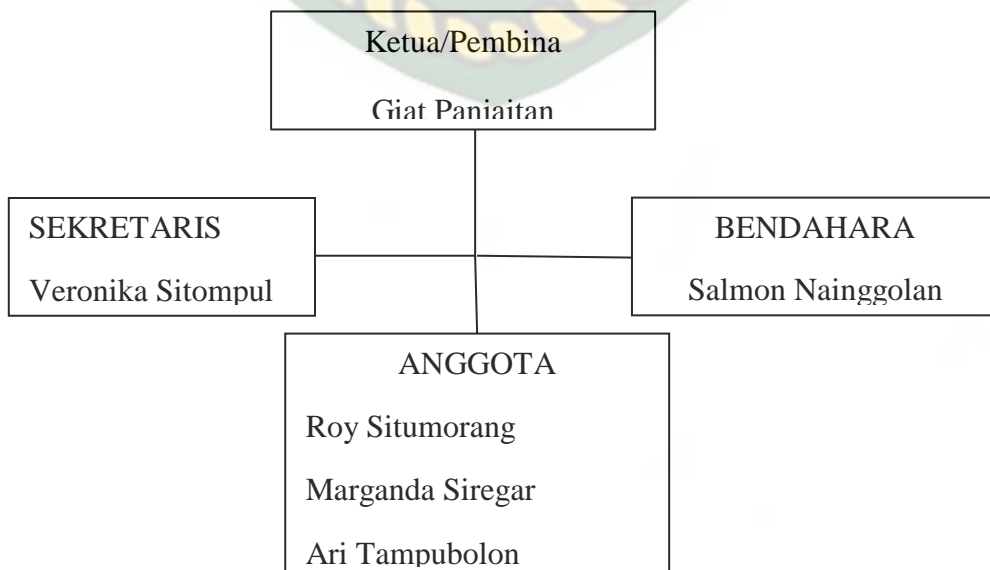 Ketua/Pembina
Giat Panjaitan
SEKRETARIS
Veronika Sitompul
BENDAHARA
Salmon Nainggolan
ANGGOTA
Roy Situmorang
Marganda Siregar
Ari Tampubolon